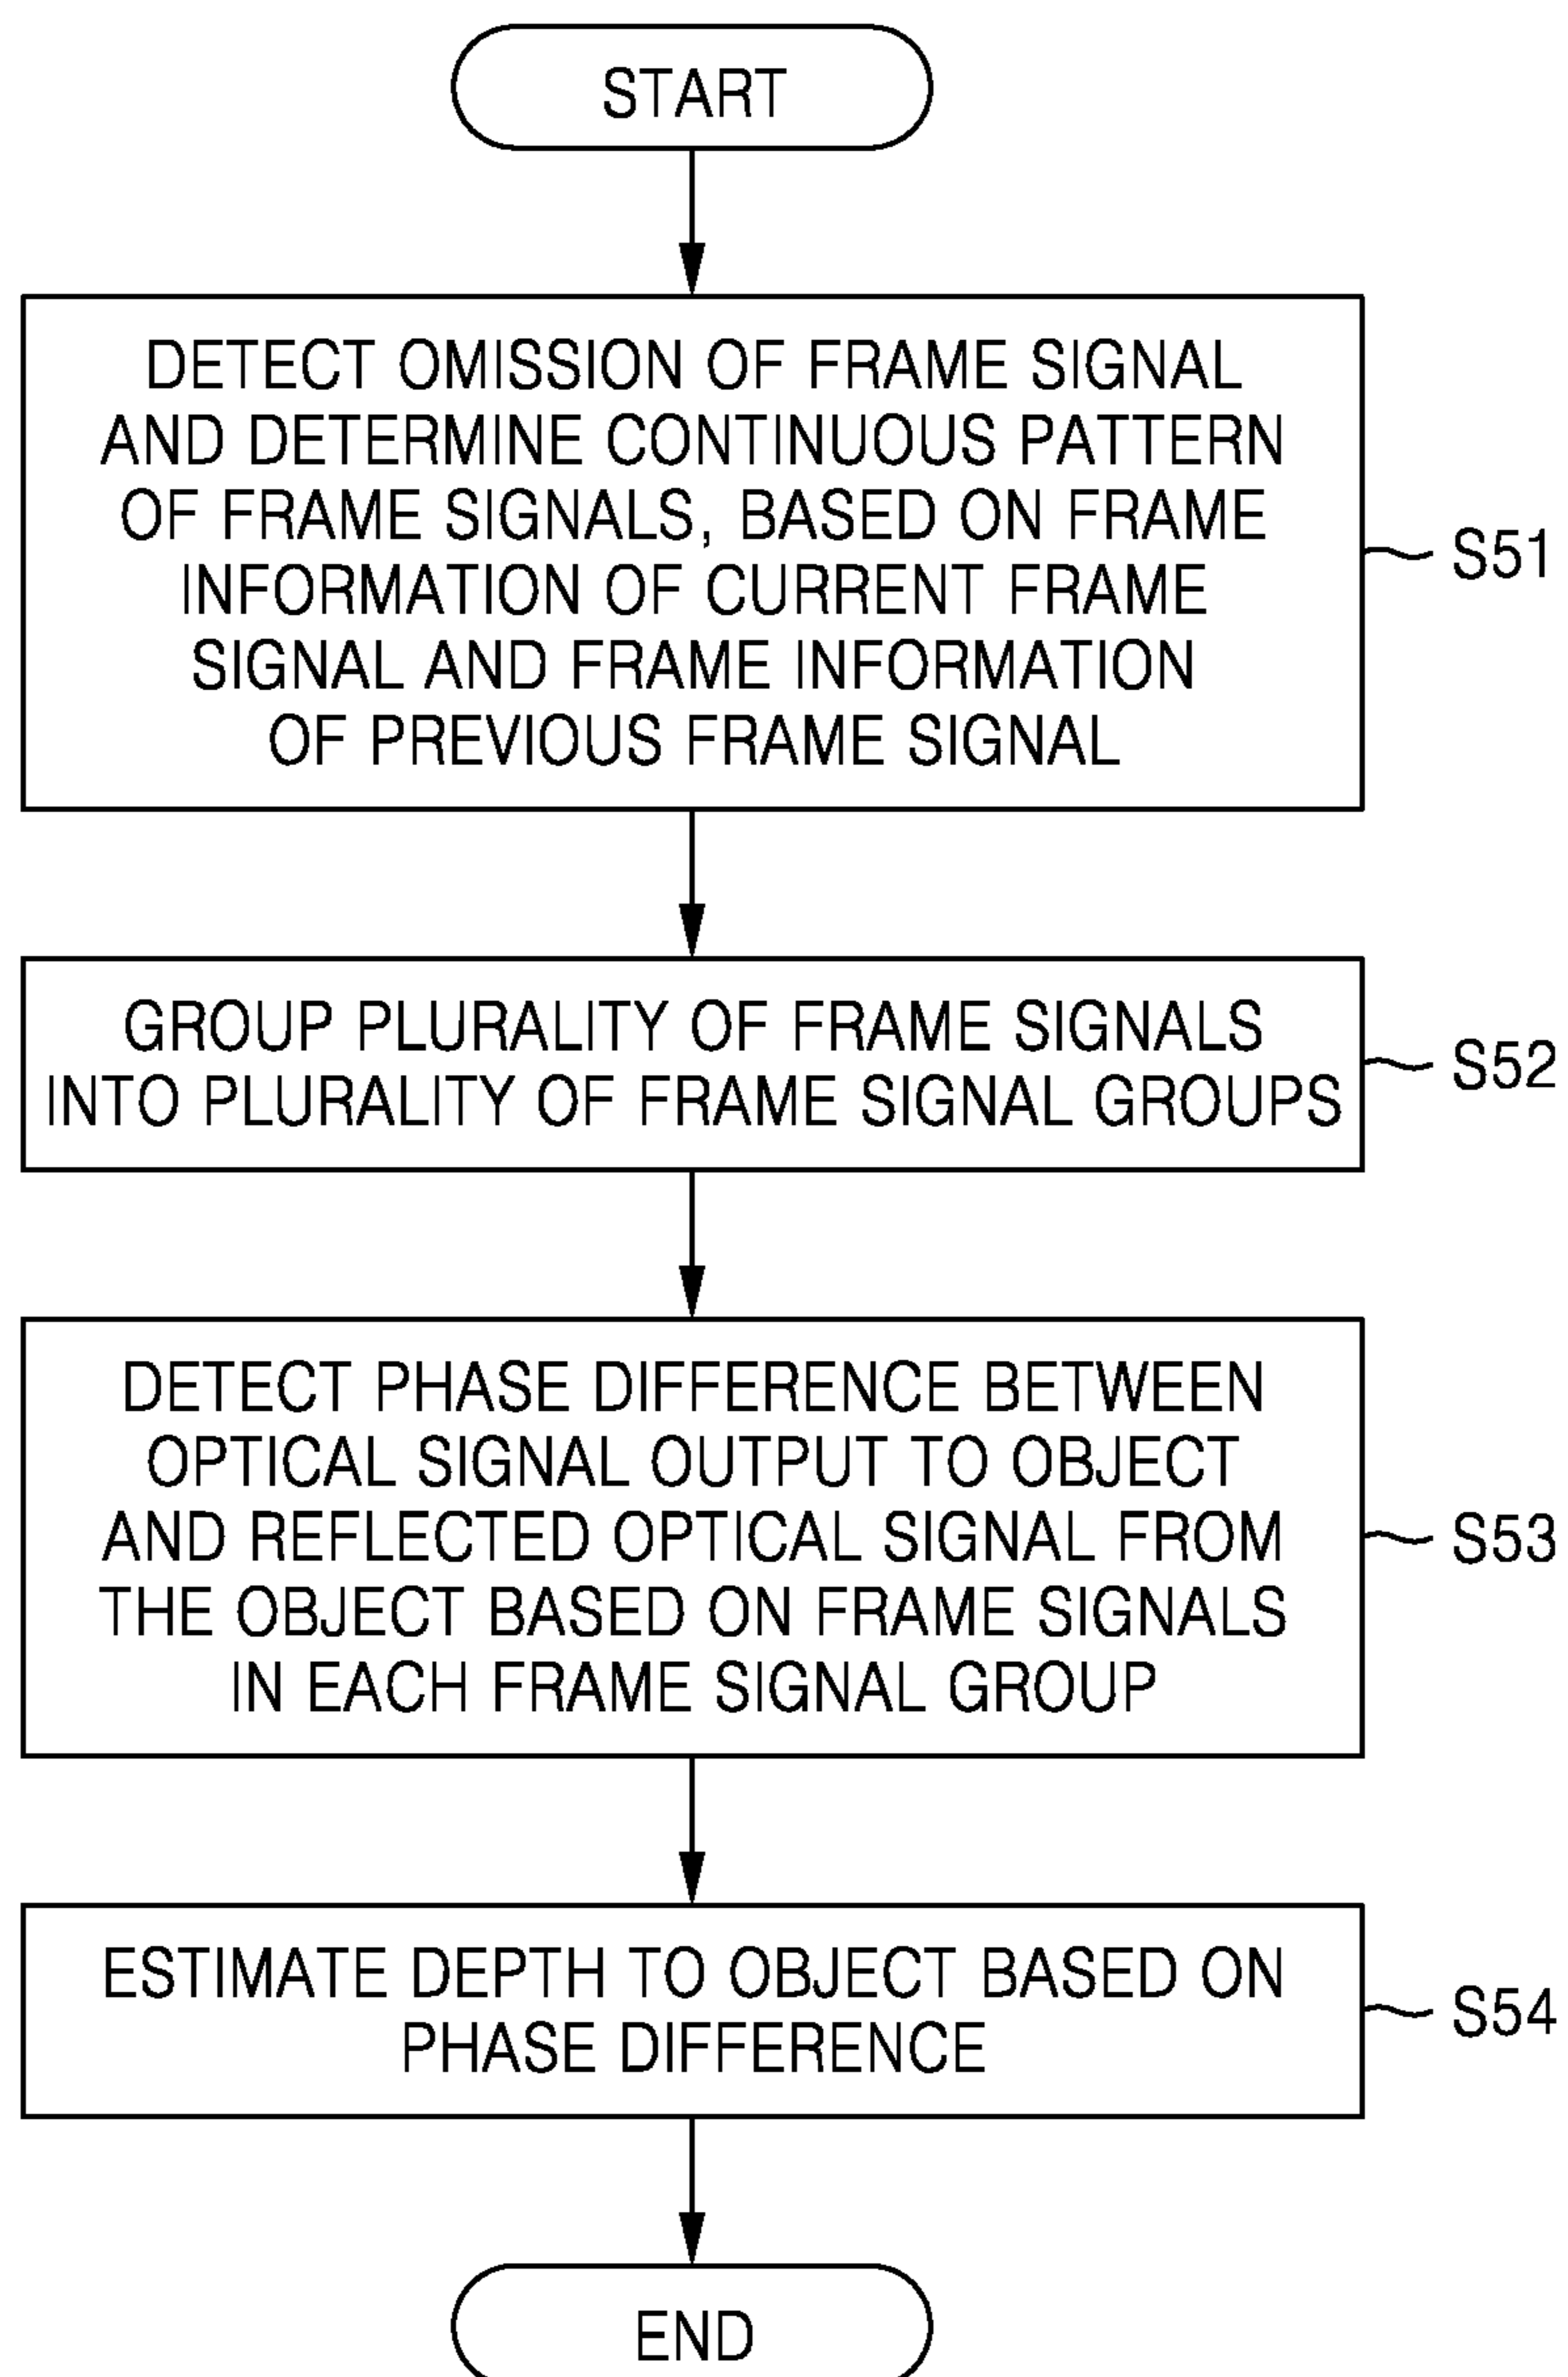 START
DETECT OMISSION OF FRAME SIGNAL
AND DETERMINE CONTINUOUS PATTERN
OF FRAME SIGNALS, BASED ON FRAME
INFORMATION OF CURRENT FRAME
SIGNAL AND FRAME INFORMATION
OF PREVIOUS FRAME SIGNAL
S51
GROUP PLURALITY OF FRAME SIGNALS
INTO PLURALITY OF FRAME SIGNAL GROUPS
S52
DETECT PHASE DIFFERENCE BETWEEN
OPTICAL SIGNAL OUTPUT TO OBJECT
AND REFLECTED OPTICAL SIGNAL FROM
THE OBJECT BASED ON FRAME SIGNALS
IN EACH FRAME SIGNAL GROUP
S53
ESTIMATE DEPTH TO OBJECT BASED ON
PHASE DIFFERENCE
S54
END